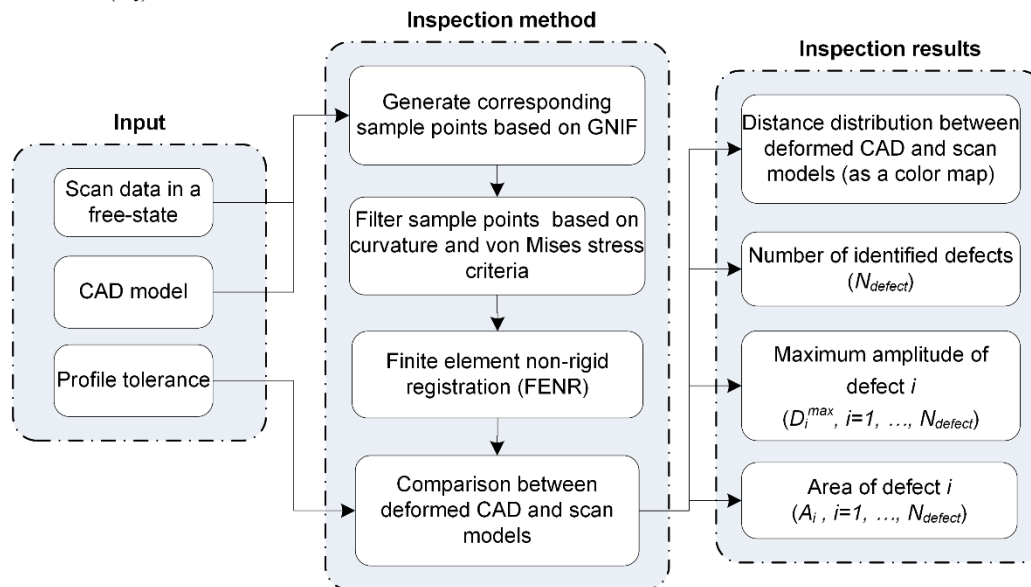 Inspection method
Inspection results
Input
Scan data in a
free-state
CAD model
Profile tolerance
Generate corresponding
sample points based on GNIF
Filter sample points based on
curvature and von Mises stress
criteria
Finite element non-rigid
registration (FENR)
Comparison between
deformed CAD and scan
models
Distance distribution between
deformed CAD and scan
models (as a color map)
Number of identified defects
(N_defect)
Maximum amplitude of
defect i
(D_i^max, i=1, …, N_defect)
Area of defect i
(A_i , i=1, …, N_defect)